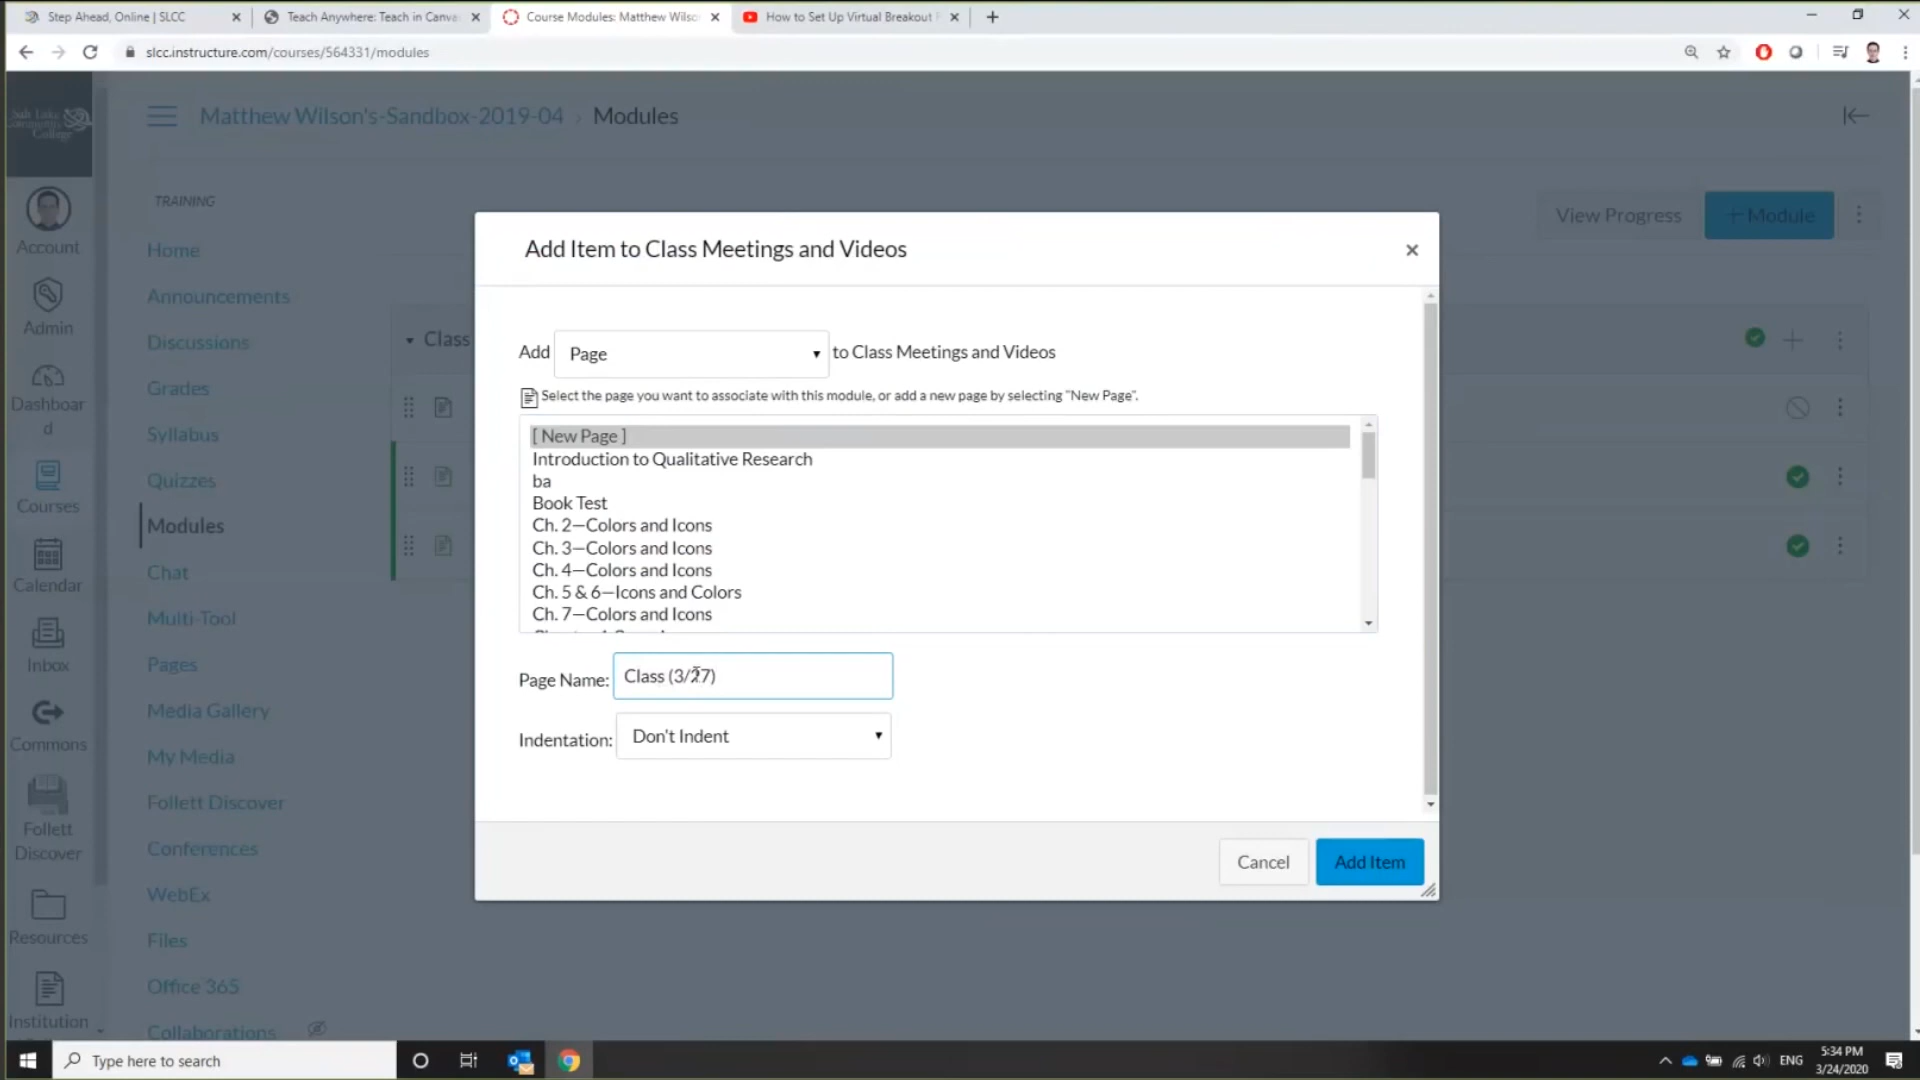 Step Ahead, Online | SLCC
Teach Anywhere: Teach in Canva
Course Modules: Matthew Wilso
How to Set Up Virtual Breakout
slcc.instructure.com/courses/564331/modules
Salt Lake
Community
College
Matthew Wilson's-Sandbox-2019-04 › Modules
TRAINING
View Progress
+ Module
Account
Admin
Dashboar
d
Courses
Calendar
Inbox
Commons
Follett
Discover
Resources
Institution
Home
Announcements
Discussions
Grades
Syllabus
Quizzes
Modules
Chat
Multi-Tool
Pages
Media Gallery
My Media
Follett Discover
Conferences
WebEx
Files
Office 365
Collaborations
Class
Add Item to Class Meetings and Videos
Add Page to Class Meetings and Videos
Select the page you want to associate with this module, or add a new page by selecting "New Page".
[ New Page ]
Introduction to Qualitative Research
ba
Book Test
Ch. 2—Colors and Icons
Ch. 3—Colors and Icons
Ch. 4—Colors and Icons
Ch. 5 & 6—Icons and Colors
Ch. 7—Colors and Icons
Page Name: Class (3/27)
Indentation: Don't Indent
Cancel
Add Item
Type here to search
ENG
5:34 PM
3/24/2020